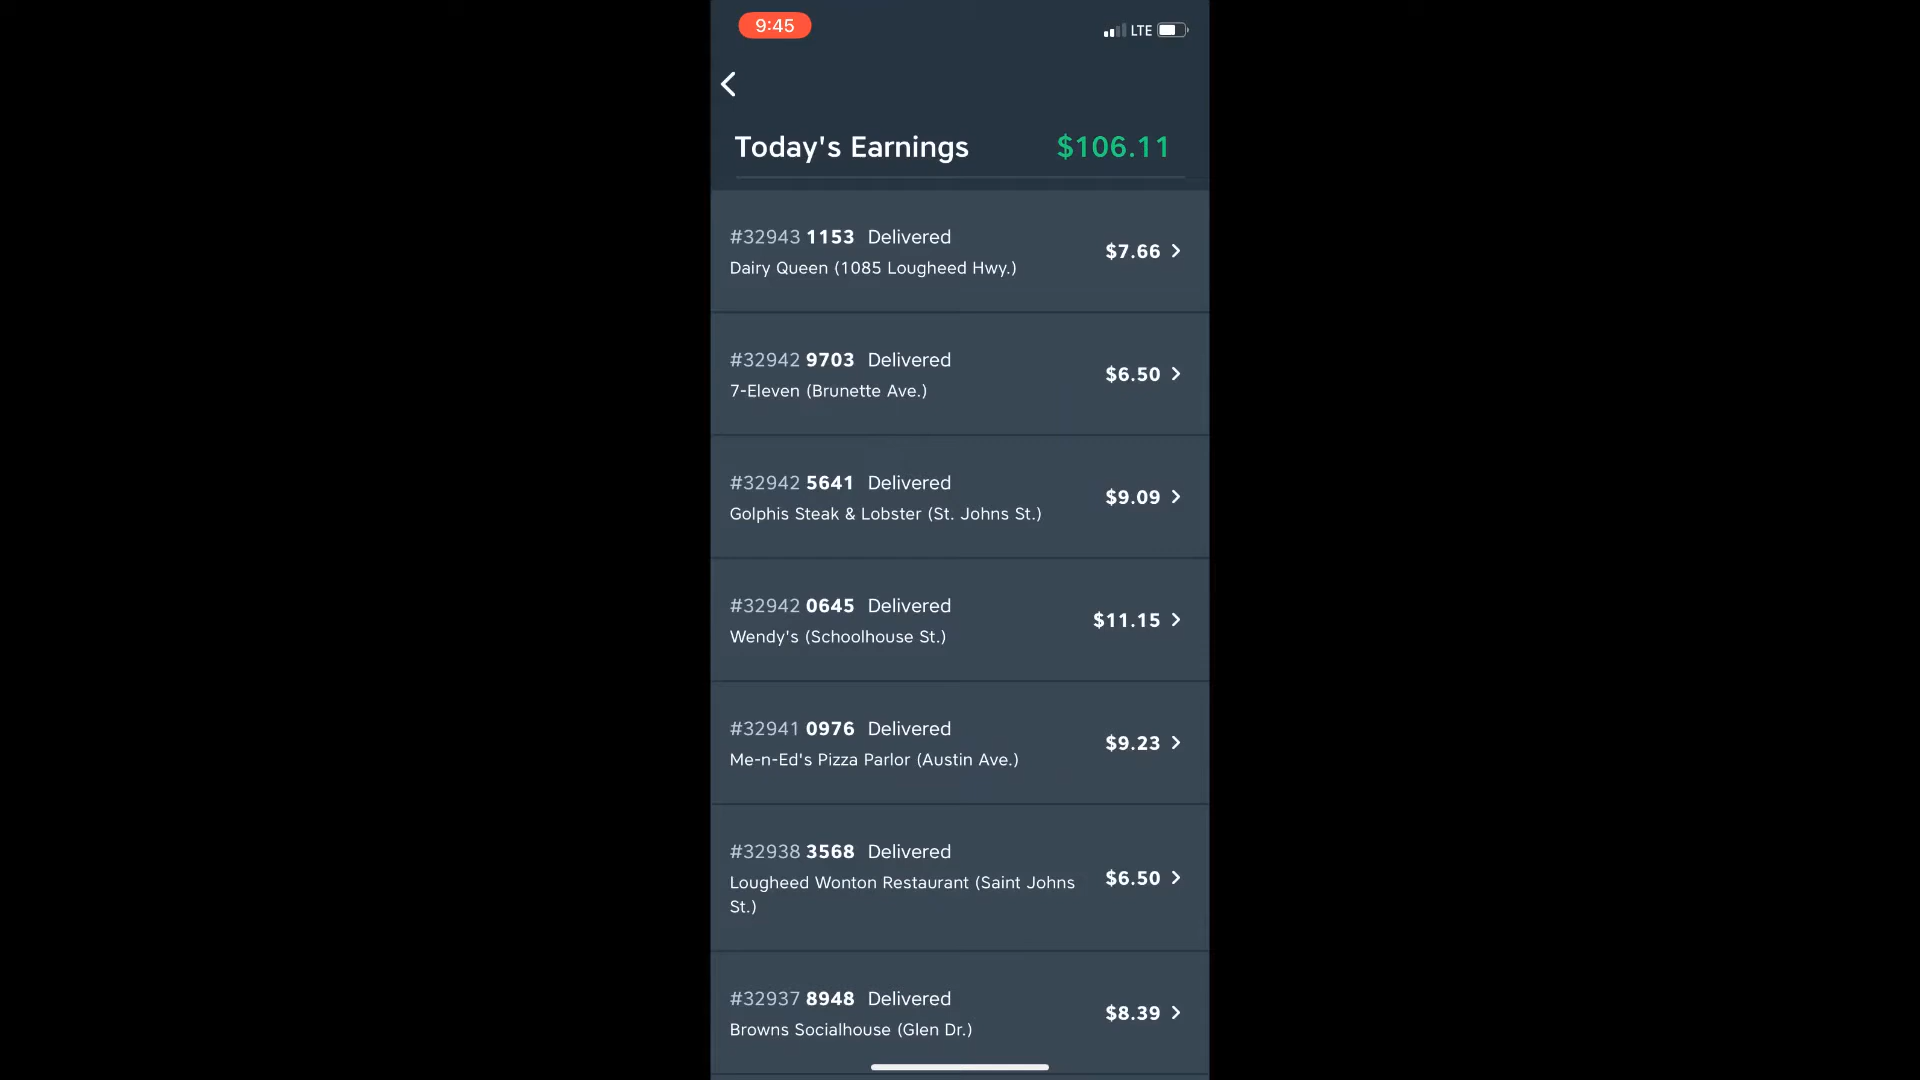 9:45
LTE
Today's Earnings $106.11
#32943 1153 Delivered
Dairy Queen (1085 Lougheed Hwy.)
$7.66
#32942 9703 Delivered
7-Eleven (Brunette Ave.)
$6.50
#32942 5641 Delivered
Golphis Steak & Lobster (St. Johns St.)
$9.09
#32942 0645 Delivered
Wendy's (Schoolhouse St.)
$11.15
#32941 0976 Delivered
Me-n-Ed's Pizza Parlor (Austin Ave.)
$9.23
#32938 3568 Delivered
Lougheed Wonton Restaurant (Saint Johns
St.)
$6.50
#32937 8948 Delivered
Browns Socialhouse (Glen Dr.)
$8.39